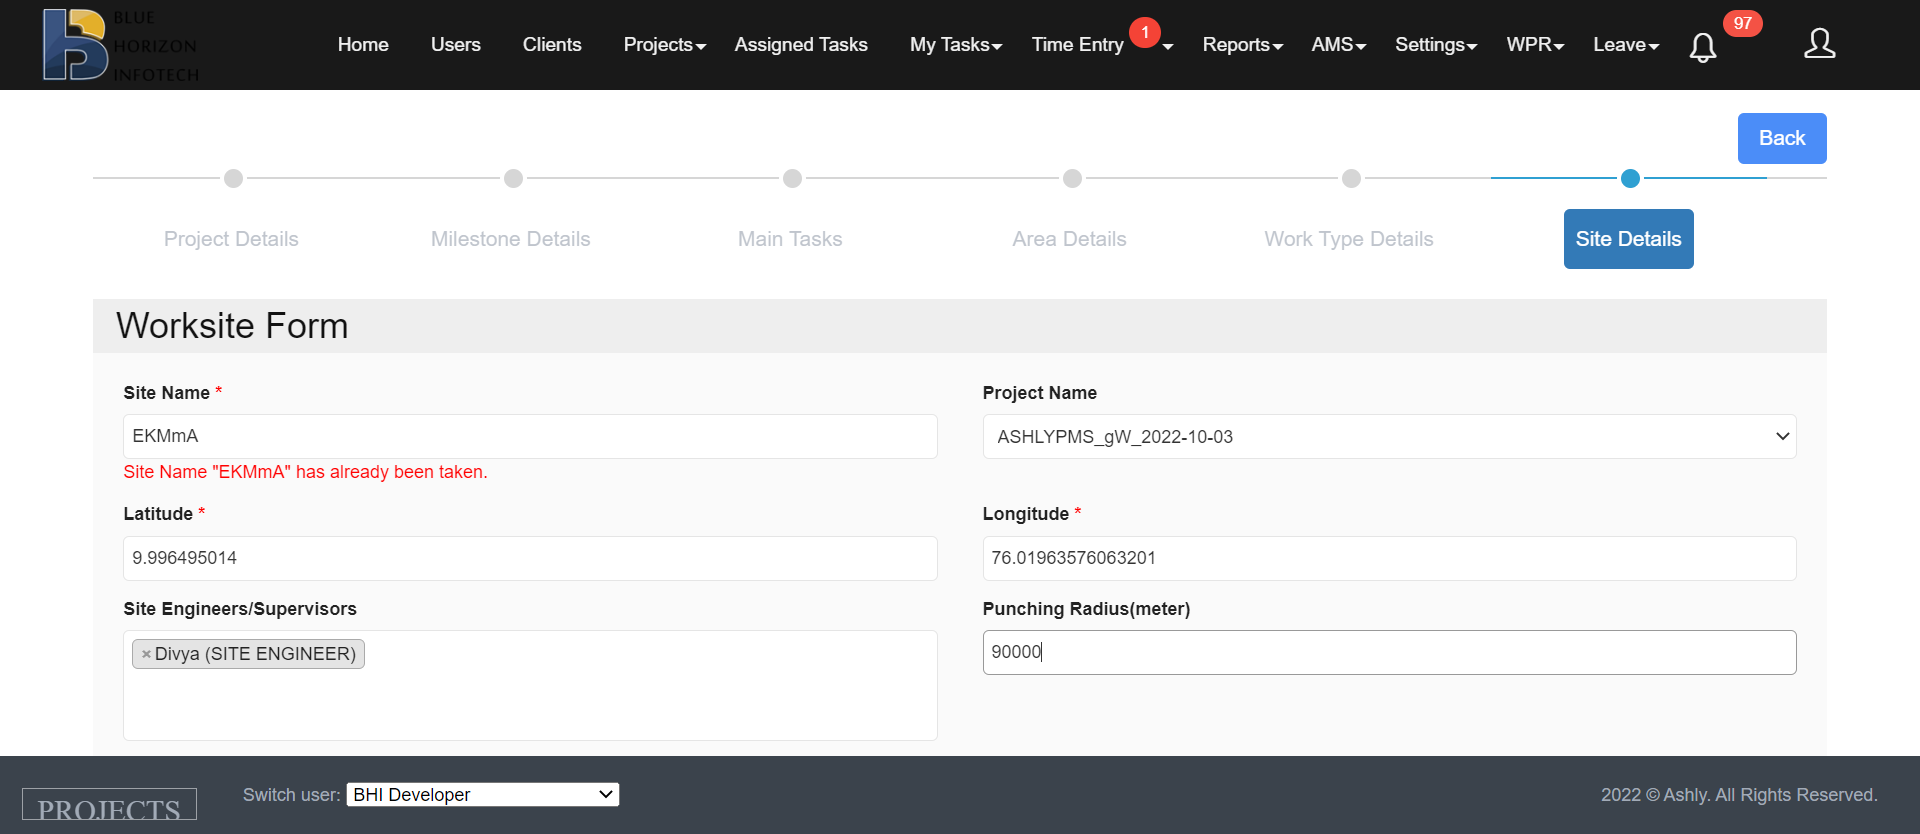 BLUE
HORIZON
INFOTECH
Home Users Clients Projects Assigned Tasks My Tasks Time Entry 1 Reports AMS Settings WPR Leave 97
Back
Project Details Milestone Details Main Tasks Area Details Work Type Details Site Details
Worksite Form
Site Name * Project Name
EKMmA ASHLYPMS_gW_2022-10-03
Site Name "EKMmA" has already been taken.
Latitude * Longitude *
9.996495014 76.01963576063201
Site Engineers/Supervisors Punching Radius(meter)
× Divya (SITE ENGINEER) 90000
PROJECTS Switch user: BHI Developer 2022 © Ashly. All Rights Reserved.